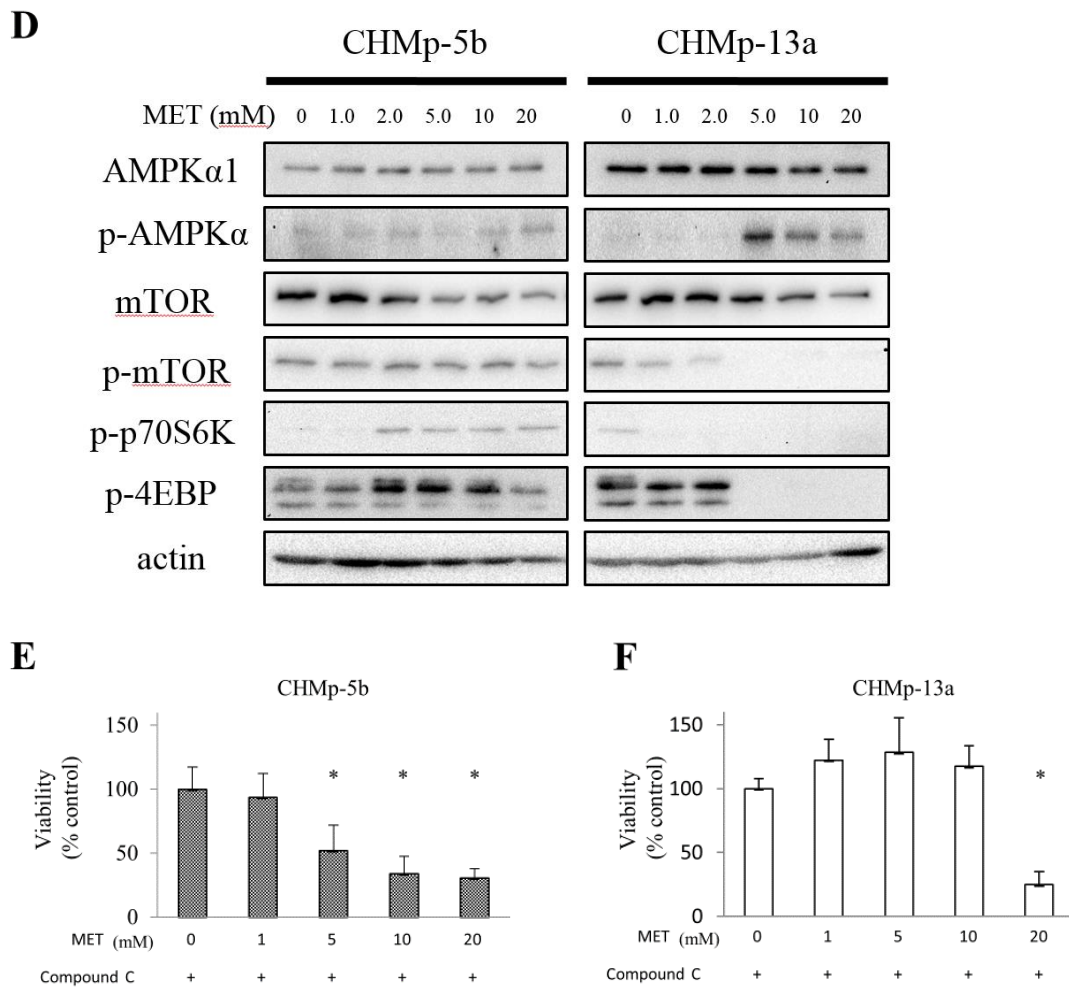 D
CHMp-5b CHMp-13a
MET (mM) 0 1.0 2.0 5.0 10 20 0 1.0 2.0 5.0 10 20
AMPKα1
p-AMPKα
mTOR
p-mTOR
p-p70S6K
p-4EBP
actin
E
CHMp-5b
Viability
(% control)
150
100
50
0
MET (mM) 0 1 5 10 20
* * *
Compound C + + + + +
F
CHMp-13a
Viability
(% control)
150
100
50
0
*
MET (mM) 0 1 5 10 20
Compound C + + + + +